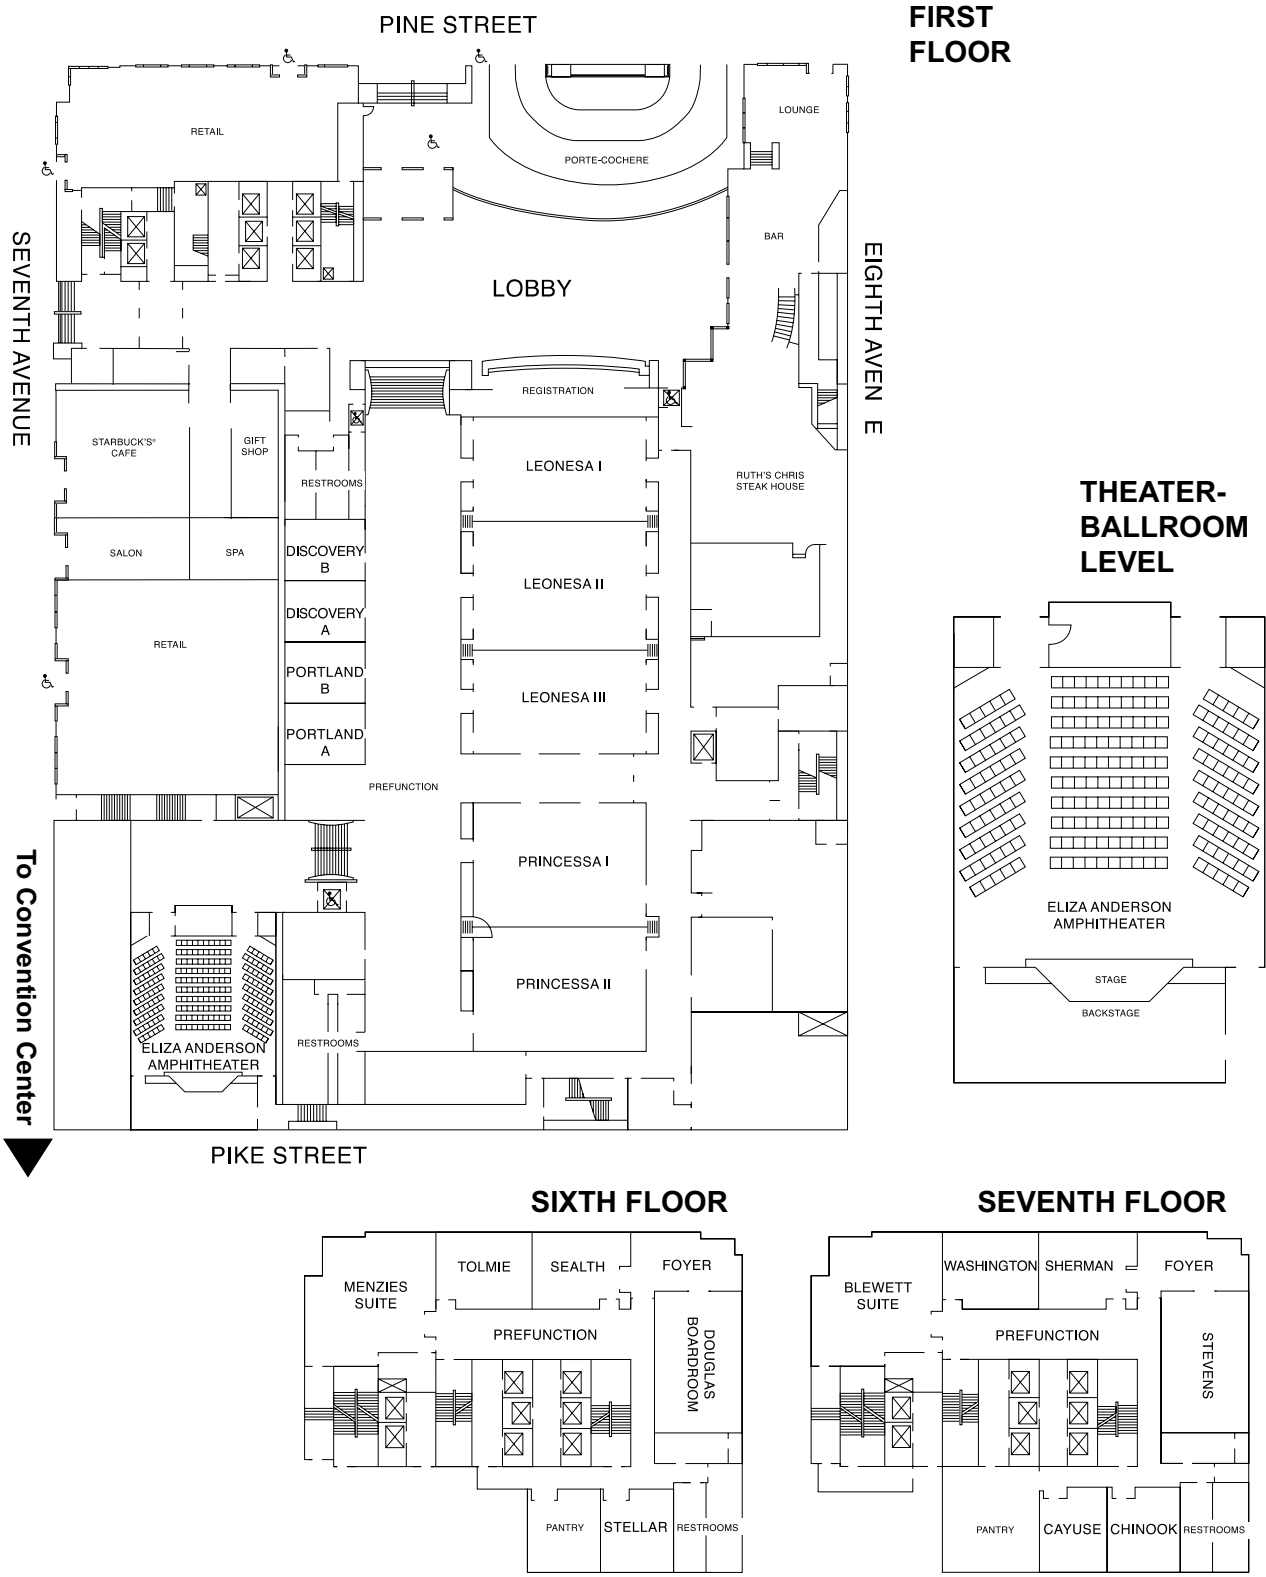 PINE STREET
FIRST
FLOOR
RETAIL
LOUNGE
PORTE-COCHERE
BAR
SEVENTH AVENUE
LOBBY
EIGHTH AVEN E
REGISTRATION
STARBUCK'S®
CAFE
GIFT
SHOP
RESTROOMS
LEONESA I
RUTH'S CHRIS
STEAK HOUSE
SALON
SPA
DISCOVERY
B
LEONESA II
DISCOVERY
A
RETAIL
PORTLAND
B
LEONESA III
PORTLAND
A
PREFUNCTION
PRINCESSA I
PRINCESSA II
RESTROOMS
ELIZA ANDERSON
AMPHITHEATER
To Convention Center
PIKE STREET
THEATER-
BALLROOM
LEVEL
ELIZA ANDERSON
AMPHITHEATER
STAGE
BACKSTAGE
SIXTH FLOOR
MENZIES
SUITE
TOLMIE
SEALTH
FOYER
PREFUNCTION
DOUGLAS
BOARDROOM
PANTRY
STELLAR
RESTROOMS
SEVENTH FLOOR
BLEWETT
SUITE
WASHINGTON
SHERMAN
FOYER
PREFUNCTION
STEVENS
PANTRY
CAYUSE
CHINOOK
RESTROOMS